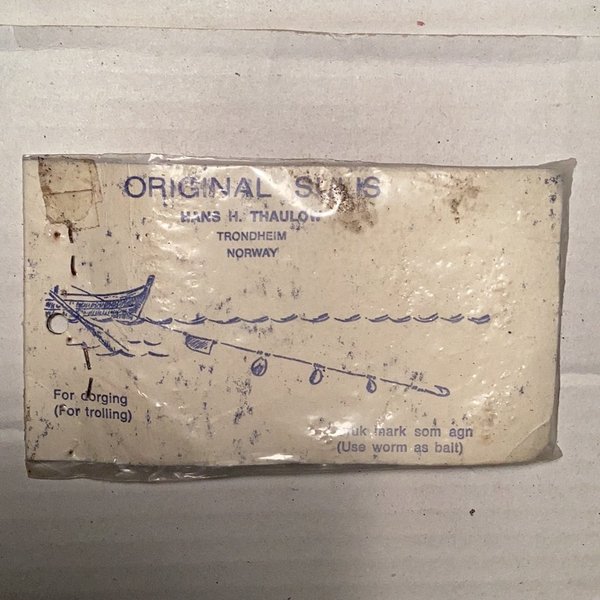 ORIGINAL
HANS H. THAULOW
TRONDHEIM
NORWAY
For dorging
(For trolling)
mark som agn
(Use worm as bait)